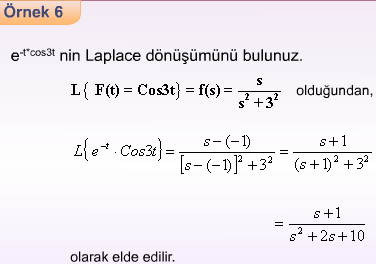 Örnek 6
e^-t*cos3t nin Laplace dönüşümünü bulunuz.
L{ F(t) = Cos3t} = f(s) = s / (s² + 3²) olduğundan,
L{e^-t · Cos3t} = (s-(-1)) / ([s-(-1)]² + 3²) = (s+1) / ((s+1)² + 3²)
= (s+1) / (s² + 2s + 10)
olarak elde edilir.